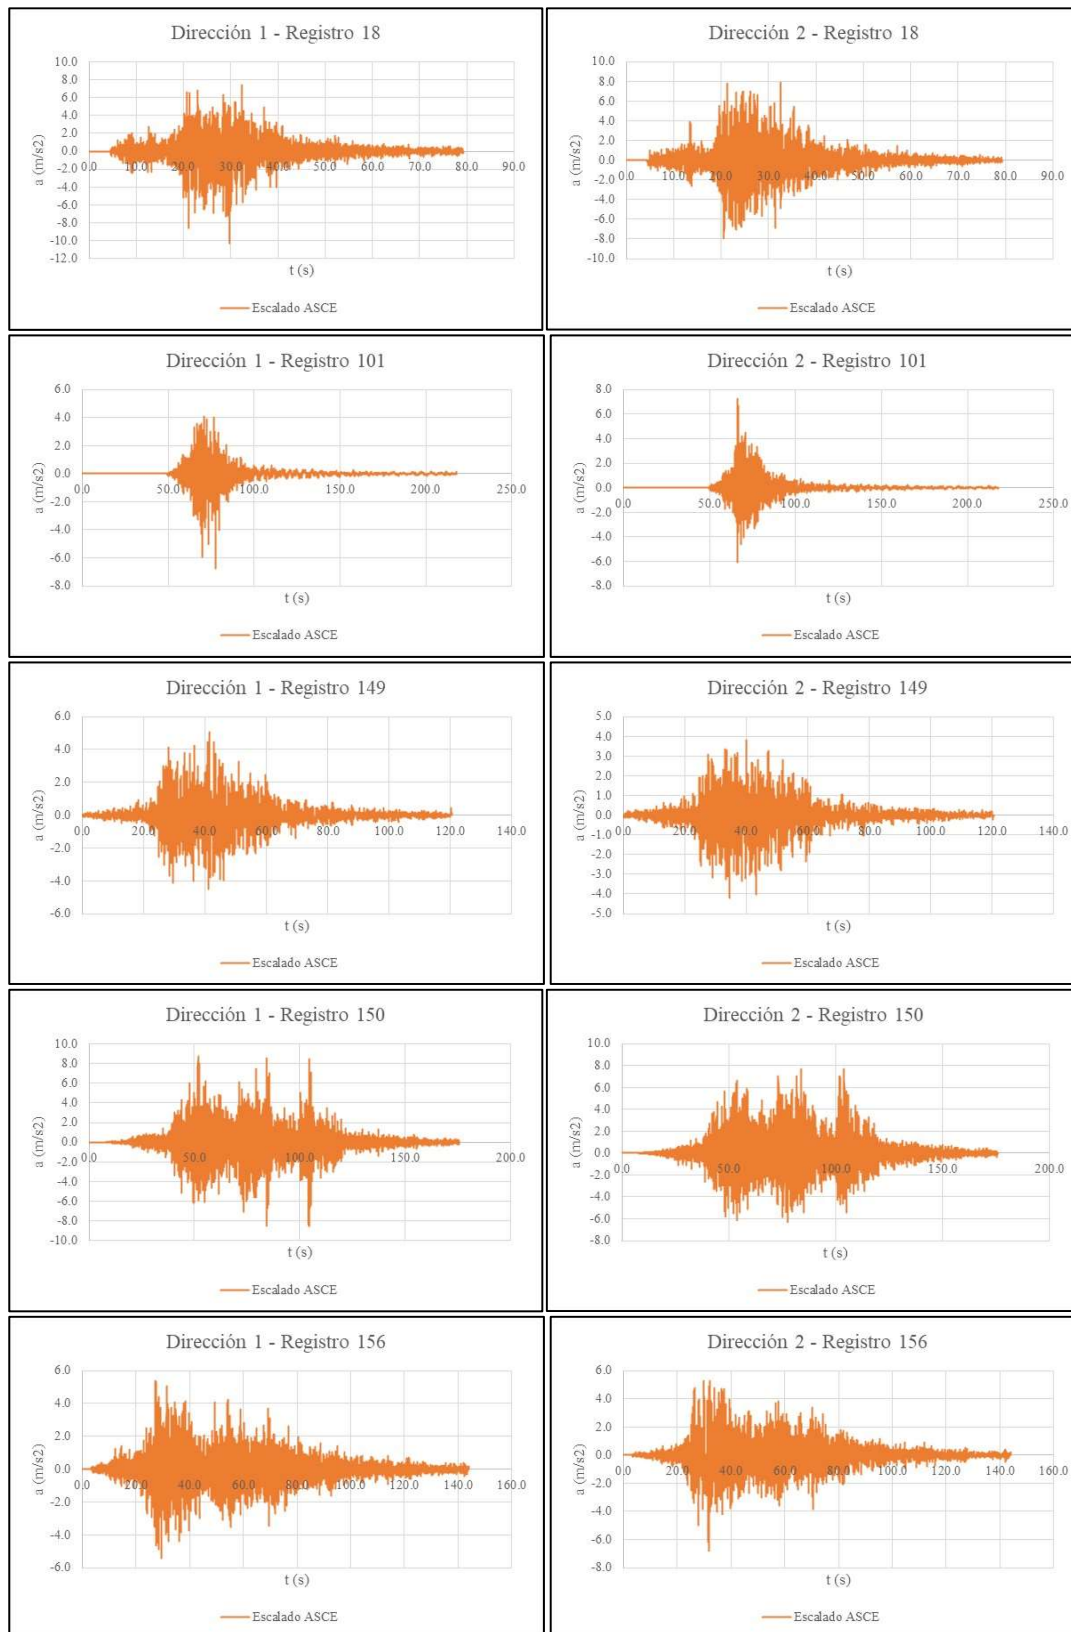 Dirección 1 - Registro 18
10.0
8.0
6.0
4.0
2.0
0.0
-2.0
-4.0
-6.0
-8.0
-10.0
-12.0
a (m/s2)
0.0 10.0 20.0 30.0 40.0 50.0 60.0 70.0 80.0 90.0
t (s)
Escalado ASCE
Dirección 2 - Registro 18
10.0
8.0
6.0
4.0
2.0
0.0
-2.0
-4.0
-6.0
-8.0
-10.0
a (m/s2)
0.0 10.0 20.0 30.0 40.0 50.0 60.0 70.0 80.0 90.0
t (s)
Escalado ASCE
Dirección 1 - Registro 101
6.0
4.0
2.0
0.0
-2.0
-4.0
-6.0
-8.0
a (m/s2)
0.0 50.0 100.0 150.0 200.0 250.0
t (s)
Escalado ASCE
Dirección 2 - Registro 101
8.0
6.0
4.0
2.0
0.0
-2.0
-4.0
-6.0
-8.0
a (m/s2)
0.0 50.0 100.0 150.0 200.0 250.0
t (s)
Escalado ASCE
Dirección 1 - Registro 149
6.0
4.0
2.0
0.0
-2.0
-4.0
-6.0
a (m/s2)
0.0 20.0 40.0 60.0 80.0 100.0 120.0 140.0
t (s)
Escalado ASCE
Dirección 2 - Registro 149
5.0
4.0
3.0
2.0
1.0
0.0
-1.0
-2.0
-3.0
-4.0
-5.0
a (m/s2)
0.0 20.0 40.0 60.0 80.0 100.0 120.0 140.0
t (s)
Escalado ASCE
Dirección 1 - Registro 150
10.0
8.0
6.0
4.0
2.0
0.0
-2.0
-4.0
-6.0
-8.0
-10.0
a (m/s2)
0.0 50.0 100.0 150.0 200.0
t (s)
Escalado ASCE
Dirección 2 - Registro 150
10.0
8.0
6.0
4.0
2.0
0.0
-2.0
-4.0
-6.0
-8.0
a (m/s2)
0.0 50.0 100.0 150.0 200.0
t (s)
Escalado ASCE
Dirección 1 - Registro 156
6.0
4.0
2.0
0.0
-2.0
-4.0
-6.0
a (m/s2)
0.0 20.0 40.0 60.0 80.0 100.0 120.0 140.0 160.0
t (s)
Escalado ASCE
Dirección 2 - Registro 156
6.0
4.0
2.0
0.0
-2.0
-4.0
-6.0
-8.0
a (m/s2)
0.0 20.0 40.0 60.0 80.0 100.0 120.0 140.0 160.0
t (s)
Escalado ASCE